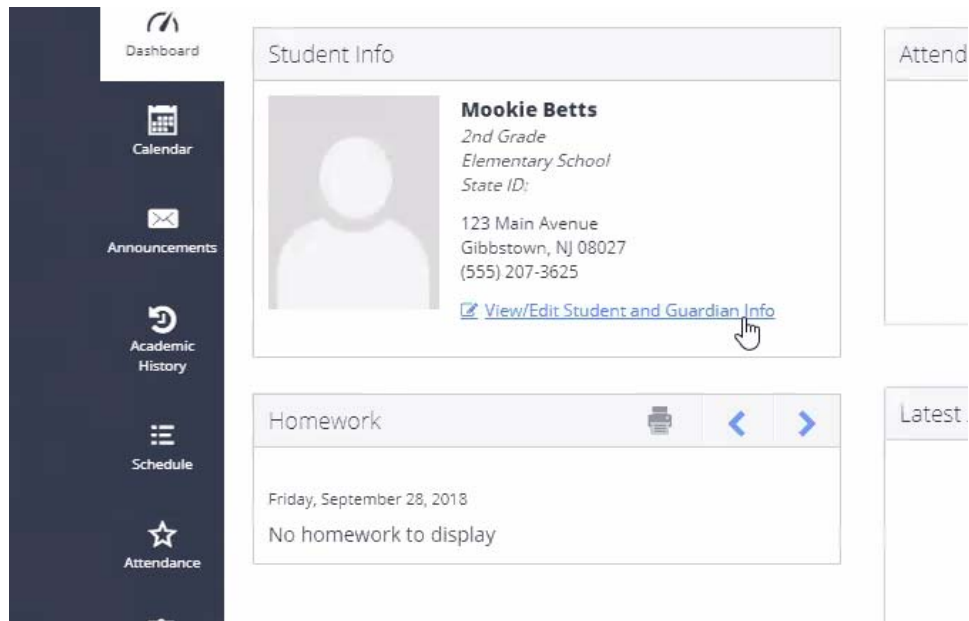 Dashboard
Calendar
Announcements
Academic
History
Schedule
Attendance
Student Info
Mookie Betts
2nd Grade
Elementary School
State ID:
123 Main Avenue
Gibbstown, NJ 08027
(555) 207-3625
View/Edit Student and Guardian Info
Homework
Friday, September 28, 2018
No homework to display
Attend
Latest